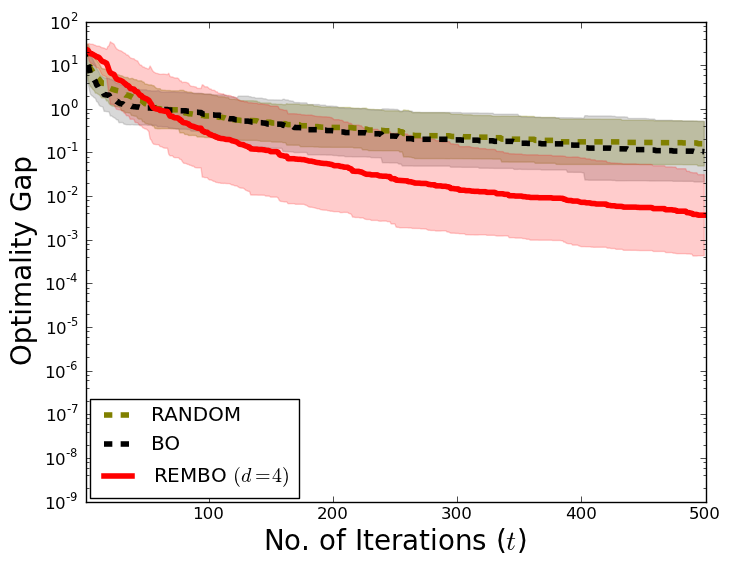 10^2
10^1
10^0
10^-1
10^-2
10^-3
10^-4
10^-5
10^-6
10^-7
10^-8
10^-9
Optimality Gap
RANDOM
BO
REMBO (d=4)
100 200 300 400 500
No. of Iterations (t)